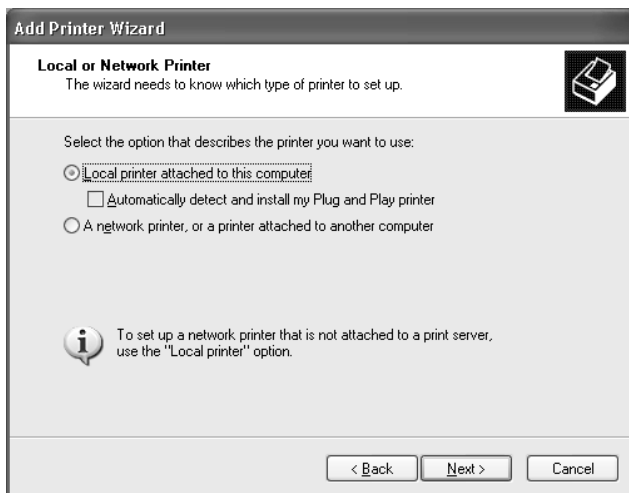 Add Printer Wizard
Local or Network Printer
The wizard needs to know which type of printer to set up.
Select the option that describes the printer you want to use:
Local printer attached to this computer
Automatically detect and install my Plug and Play printer
A network printer, or a printer attached to another computer
To set up a network printer that is not attached to a print server,
use the "Local printer" option.
< Back
Next >
Cancel